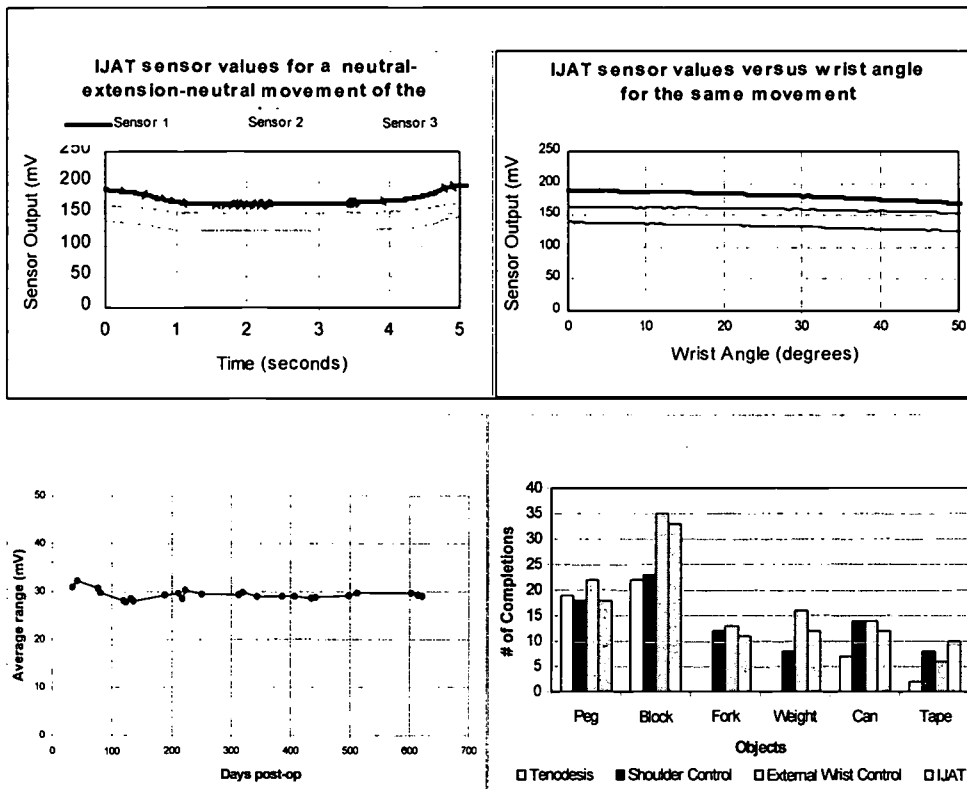 IJAT sensor values for a neutral-
extension-neutral movement of the
Sensor 1 Sensor 2 Sensor 3
Sensor Output (mV
250
200
150
100
50
0
0 1 2 3 4 5
Time (seconds)
IJAT sensor values versus wrist angle
for the same movement
Sensor Output (mV
250
200
150
100
50
0
0 10 20 30 40 50
Wrist Angle (degrees)
Average range (mV)
50
40
30
20
10
0
0 100 200 300 400 500 600 700
Days post-op
# of Completions
40
35
30
25
20
15
10
5
0
Peg Block Fork Weight Can Tape
Objects
Tenodesis Shoulder Control External Wrist Control IJAT